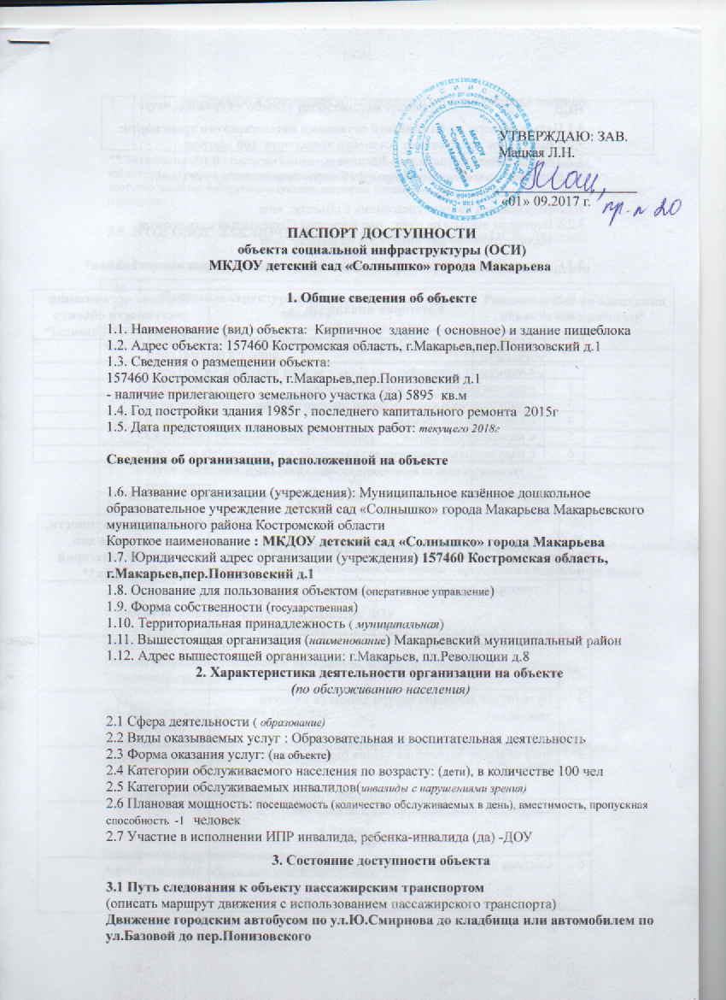 УТВЕРЖДАЮ: ЗАВ.
Мацкая Л.Н.
«01» 09.2017 г.
пр. № 20
ПАСПОРТ ДОСТУПНОСТИ
объекта социальной инфраструктуры (ОСИ)
МКДОУ детский сад «Солнышко» города Макарьева
1. Общие сведения об объекте
1.1. Наименование (вид) объекта: Кирпичное здание ( основное) и здание пищеблока
1.2. Адрес объекта: 157460 Костромская область, г.Макарьев,пер.Понизовский д.1
1.3. Сведения о размещении объекта:
157460 Костромская область, г.Макарьев,пер.Понизовский д.1
- наличие прилегающего земельного участка (да) 5895 кв.м
1.4. Год постройки здания 1985г , последнего капитального ремонта 2015г
1.5. Дата предстоящих плановых ремонтных работ: текущего 2018г
Сведения об организации, расположенной на объекте
1.6. Название организации (учреждения): Муниципальное казённое дошкольное
образовательное учреждение детский сад «Солнышко» города Макарьева Макарьевского
муниципального района Костромской области
Короткое наименование : МКДОУ детский сад «Солнышко» города Макарьева
1.7. Юридический адрес организации (учреждения) 157460 Костромская область,
г.Макарьев,пер.Понизовский д.1
1.8. Основание для пользования объектом (оперативное управление)
1.9. Форма собственности (государственная)
1.10. Территориальная принадлежность ( муниципальная)
1.11. Вышестоящая организация (наименование) Макарьевский муниципальный район
1.12. Адрес вышестоящей организации: г.Макарьев, пл.Революции д.8
2. Характеристика деятельности организации на объекте
(по обслуживанию населения)
2.1 Сфера деятельности ( образование)
2.2 Виды оказываемых услуг : Образовательная и воспитательная деятельность
2.3 Форма оказания услуг: (на объекте)
2.4 Категории обслуживаемого населения по возрасту: (дети), в количестве 100 чел
2.5 Категории обслуживаемых инвалидов(инвалиды с нарушениями зрения)
2.6 Плановая мощность: посещаемость (количество обслуживаемых в день), вместимость, пропускная
способность -1 человек
2.7 Участие в исполнении ИПР инвалида, ребенка-инвалида (да) -ДОУ
3. Состояние доступности объекта
3.1 Путь следования к объекту пассажирским транспортом
(описать маршрут движения с использованием пассажирского транспорта)
Движение городским автобусом по ул.Ю.Смирнова до кладбища или автомобилем по
ул.Базовой до пер.Понизовского
МКДОУ
детский сад
"Солнышко"
города Макарьева